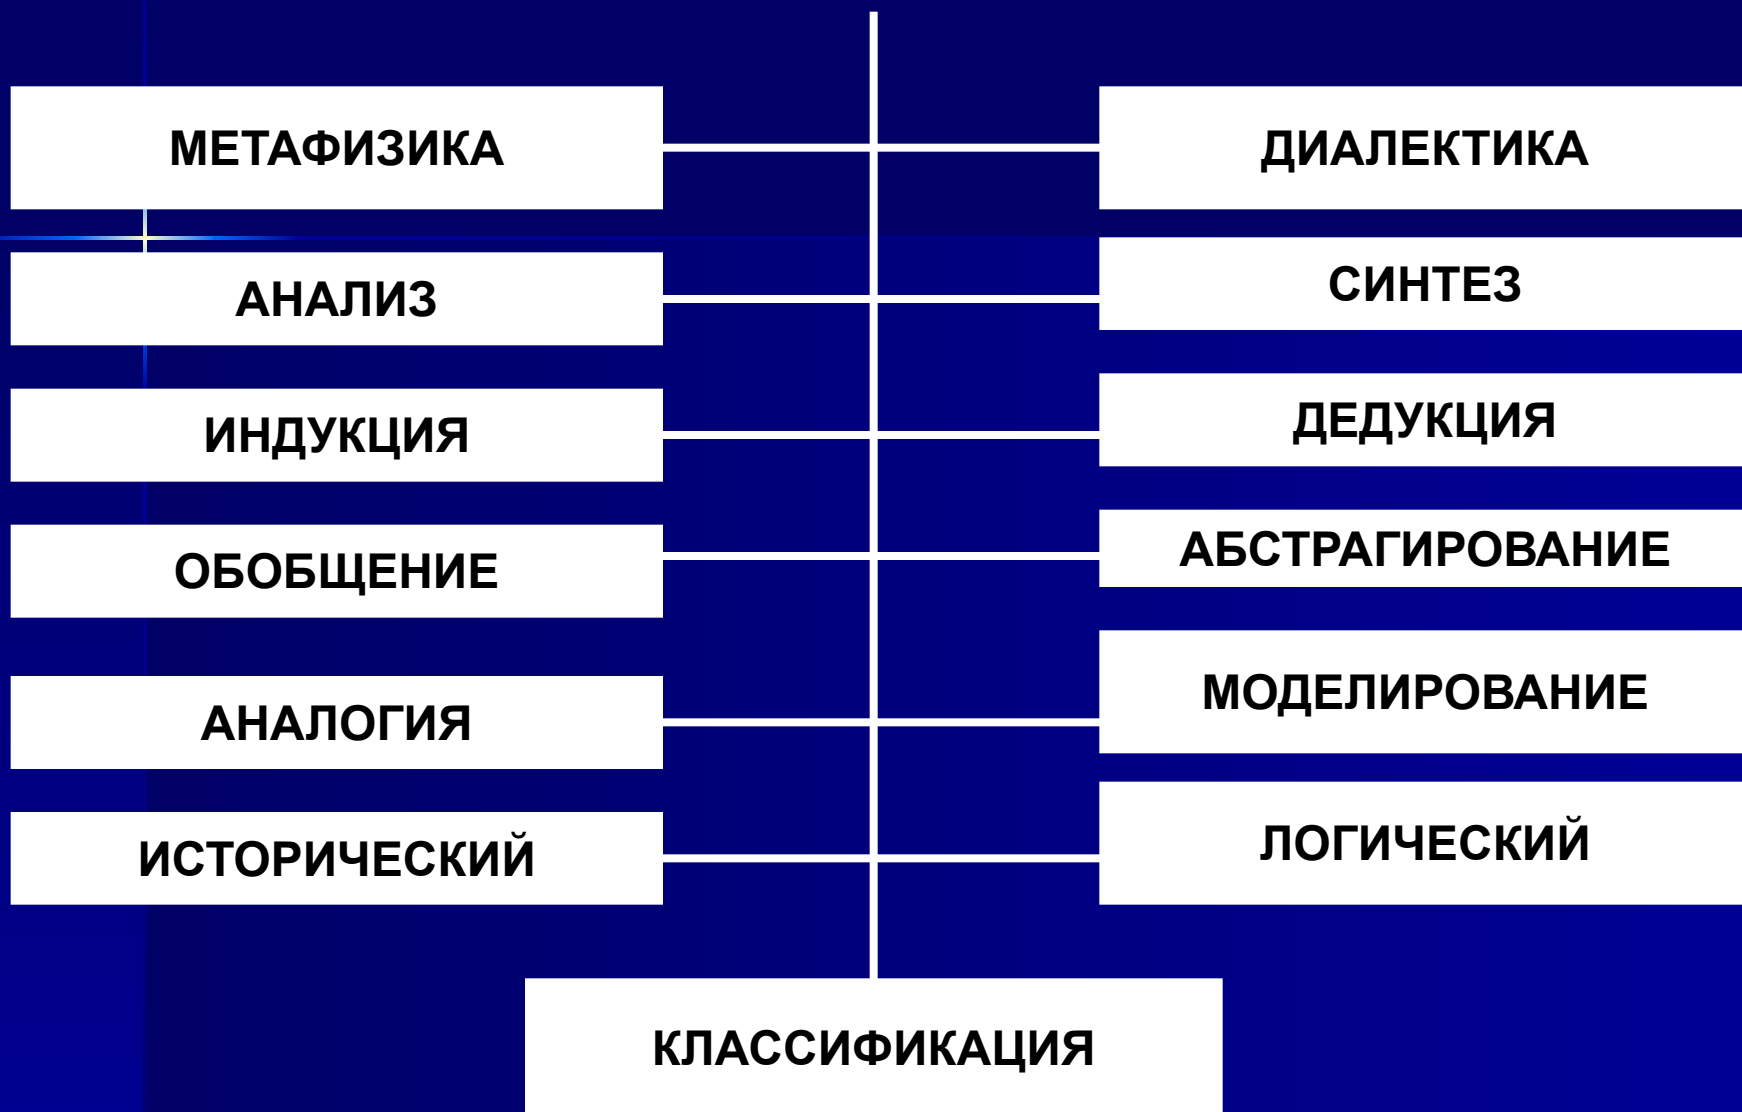 МЕТАФИЗИКА
ДИАЛЕКТИКА
АНАЛИЗ
СИНТЕЗ
ИНДУКЦИЯ
ДЕДУКЦИЯ
ОБОБЩЕНИЕ
АБСТРАГИРОВАНИЕ
АНАЛОГИЯ
МОДЕЛИРОВАНИЕ
ИСТОРИЧЕСКИЙ
ЛОГИЧЕСКИЙ
КЛАССИФИКАЦИЯ